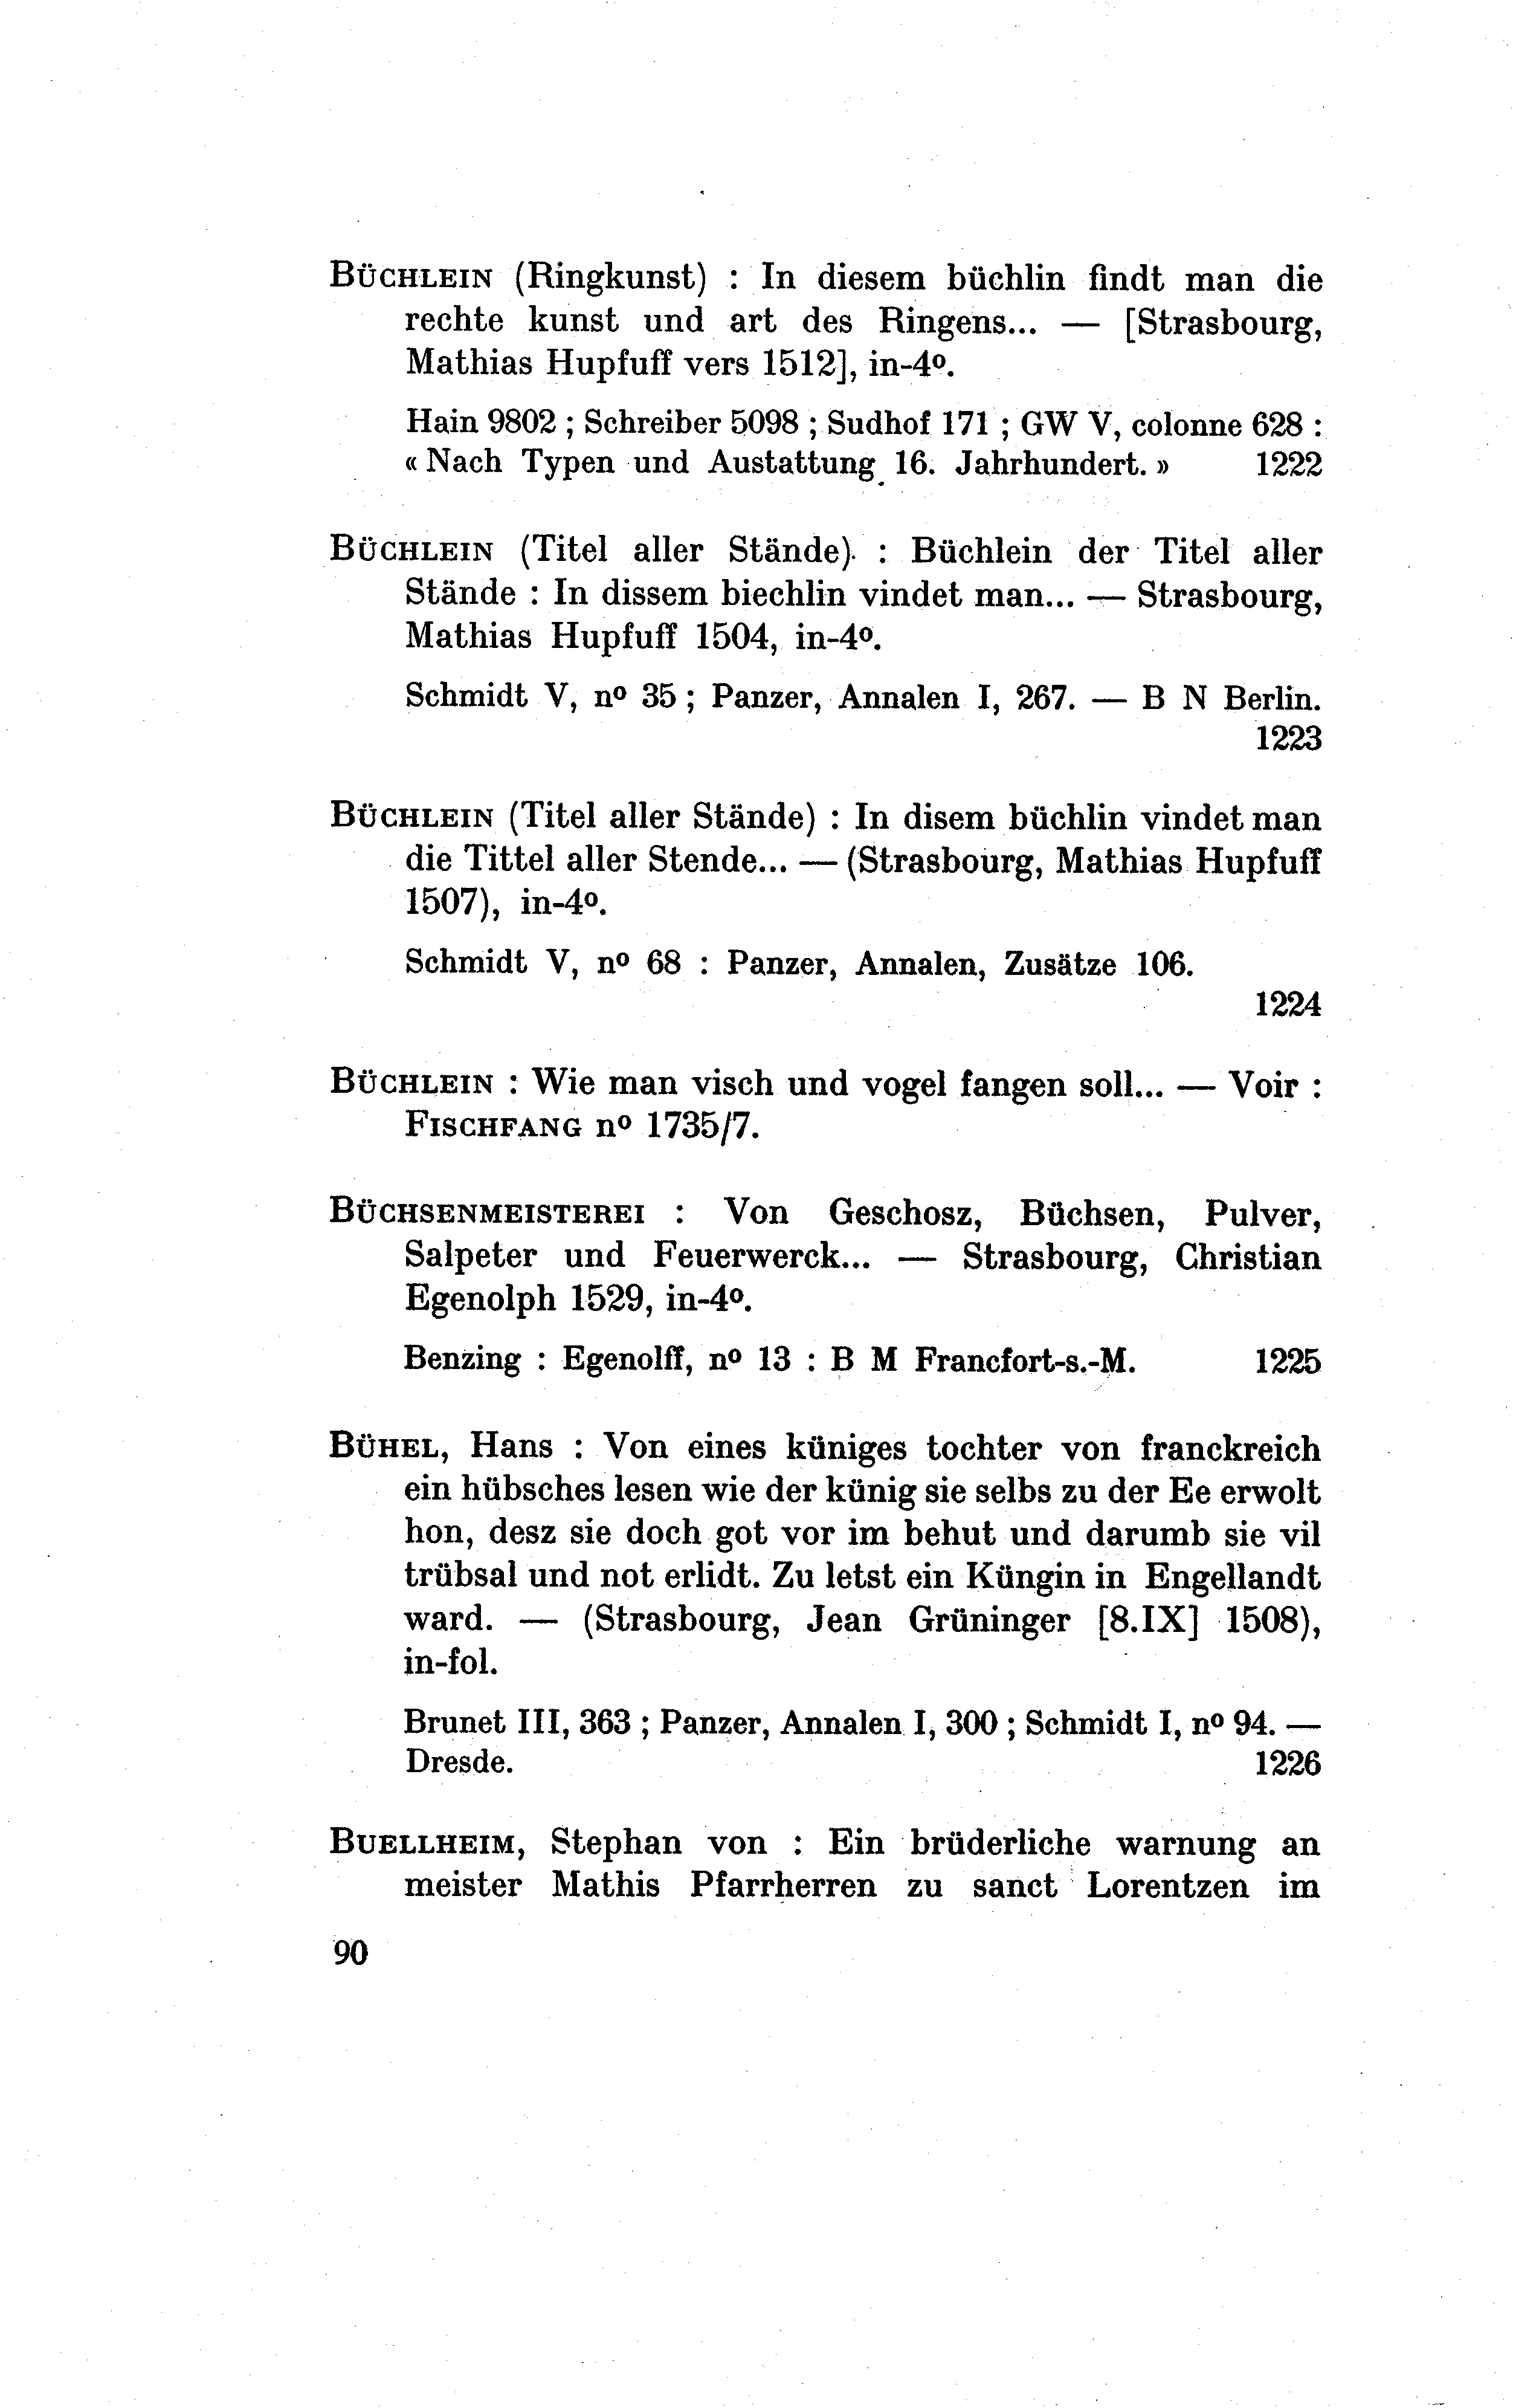 BÜCHLEIN (Ringkunst) : In diesem büchlin findt man die
rechte kunst und art des Ringens... — [Strasbourg,
Mathias Hupfuff vers 1512], in-4º.
Hain 9802 ; Schreiber 5098 ; Sudhof 171 ; GW V, colonne 628 :
« Nach Typen und Austattung 16. Jahrhundert. » 1222
BÜCHLEIN (Titel aller Stände) : Büchlein der Titel aller
Stände : In dissem biechlin vindet man... — Strasbourg,
Mathias Hupfuff 1504, in-4º.
Schmidt V, nº 35 ; Panzer, Annalen I, 267. — B N Berlin.
1223
BÜCHLEIN (Titel aller Stände) : In disem büchlin vindet man
die Tittel aller Stende... — (Strasbourg, Mathias Hupfuff
1507), in-4º.
Schmidt V, nº 68 : Panzer, Annalen, Zusätze 106.
1224
BÜCHLEIN : Wie man visch und vogel fangen soll... — Voir :
FISCHFANG nº 1735/7.
BÜCHSENMEISTEREI : Von Geschosz, Büchsen, Pulver,
Salpeter und Feuerwerck... — Strasbourg, Christian
Egenolph 1529, in-4º.
Benzing : Egenolff, nº 13 : B M Francfort-s.-M. 1225
BÜHEL, Hans : Von eines küniges tochter von franckreich
ein hübsches lesen wie der künig sie selbs zu der Ee erwolt
hon, desz sie doch got vor im behut und darumb sie vil
trübsal und not erlidt. Zu letst ein Küngin in Engellandt
ward. — (Strasbourg, Jean Grüninger [8.IX] 1508),
in-fol.
Brunet III, 363 ; Panzer, Annalen I, 300 ; Schmidt I, nº 94. —
Dresde. 1226
BUELLHEIM, Stephan von : Ein brüderliche warnung an
meister Mathis Pfarrherren zu sanct Lorentzen im
90